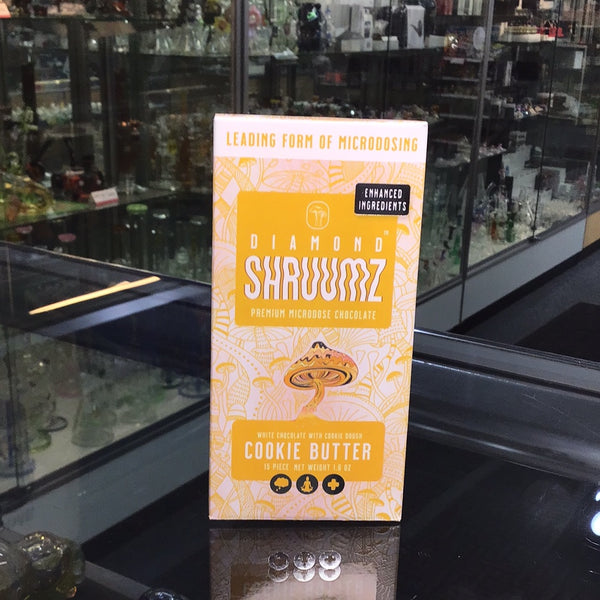 LEADING FORM OF MICRODOSING
ENHANCED
INGREDIENTS
DIAMOND™
SHRUUMZ
PREMIUM MICRODOSE CHOCOLATE
WHITE CHOCOLATE WITH COOKIE DOUGH
COOKIE BUTTER
15 PIECE NET WEIGHT 1.6 OZ